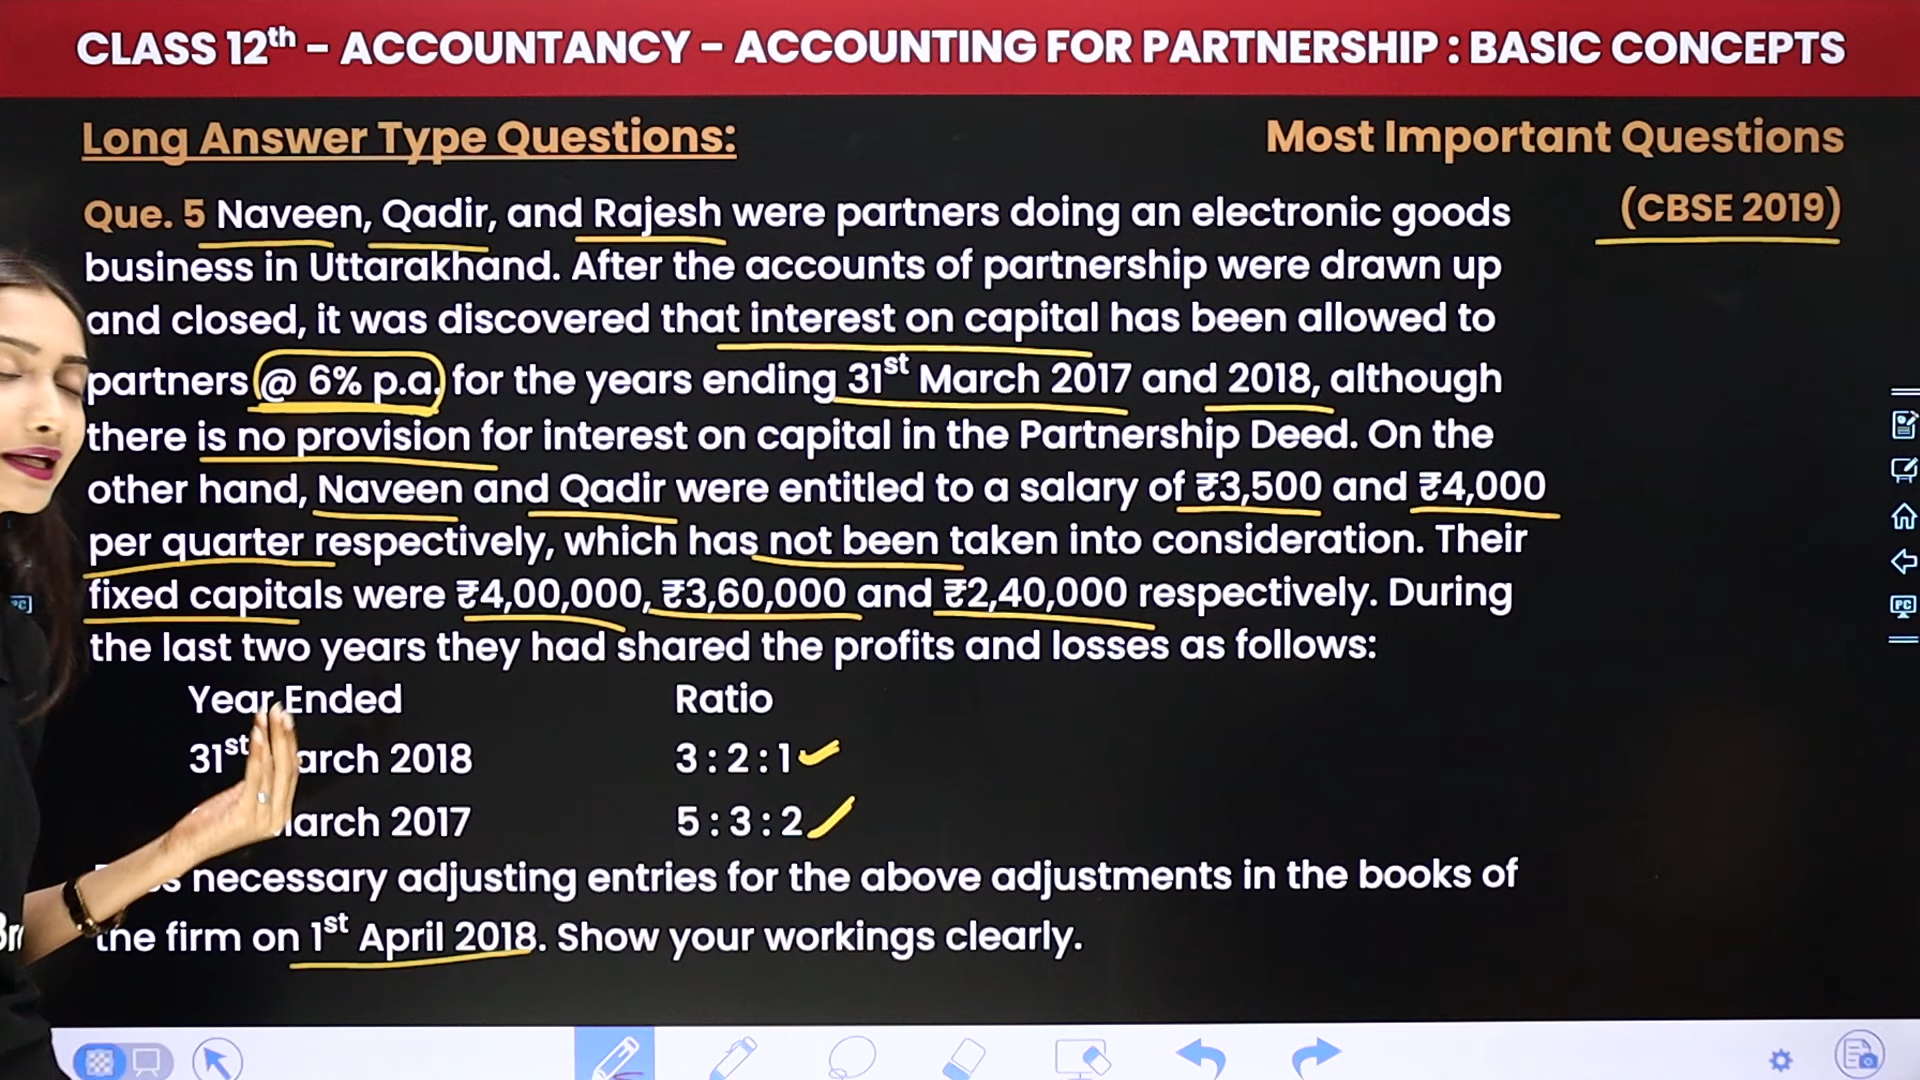 CLASS 12th – ACCOUNTANCY – ACCOUNTING FOR PARTNERSHIP : BASIC CONCEPTS
Long Answer Type Questions:
Most Important Questions
Que. 5 Naveen, Qadir, and Rajesh were partners doing an electronic goods
(CBSE 2019)
business in Uttarakhand. After the accounts of partnership were drawn up
and closed, it was discovered that interest on capital has been allowed to
partners @ 6% p.a. for the years ending 31st March 2017 and 2018, although
there is no provision for interest on capital in the Partnership Deed. On the
other hand, Naveen and Qadir were entitled to a salary of ₹3,500 and ₹4,000
per quarter respectively, which has not been taken into consideration. Their
fixed capitals were ₹4,00,000, ₹3,60,000 and ₹2,40,000 respectively. During
the last two years they had shared the profits and losses as follows:
Year Ended Ratio
31st March 2018 3 : 2 : 1
March 2017 5 : 3 : 2
necessary adjusting entries for the above adjustments in the books of
the firm on 1st April 2018. Show your workings clearly.
PC
PC